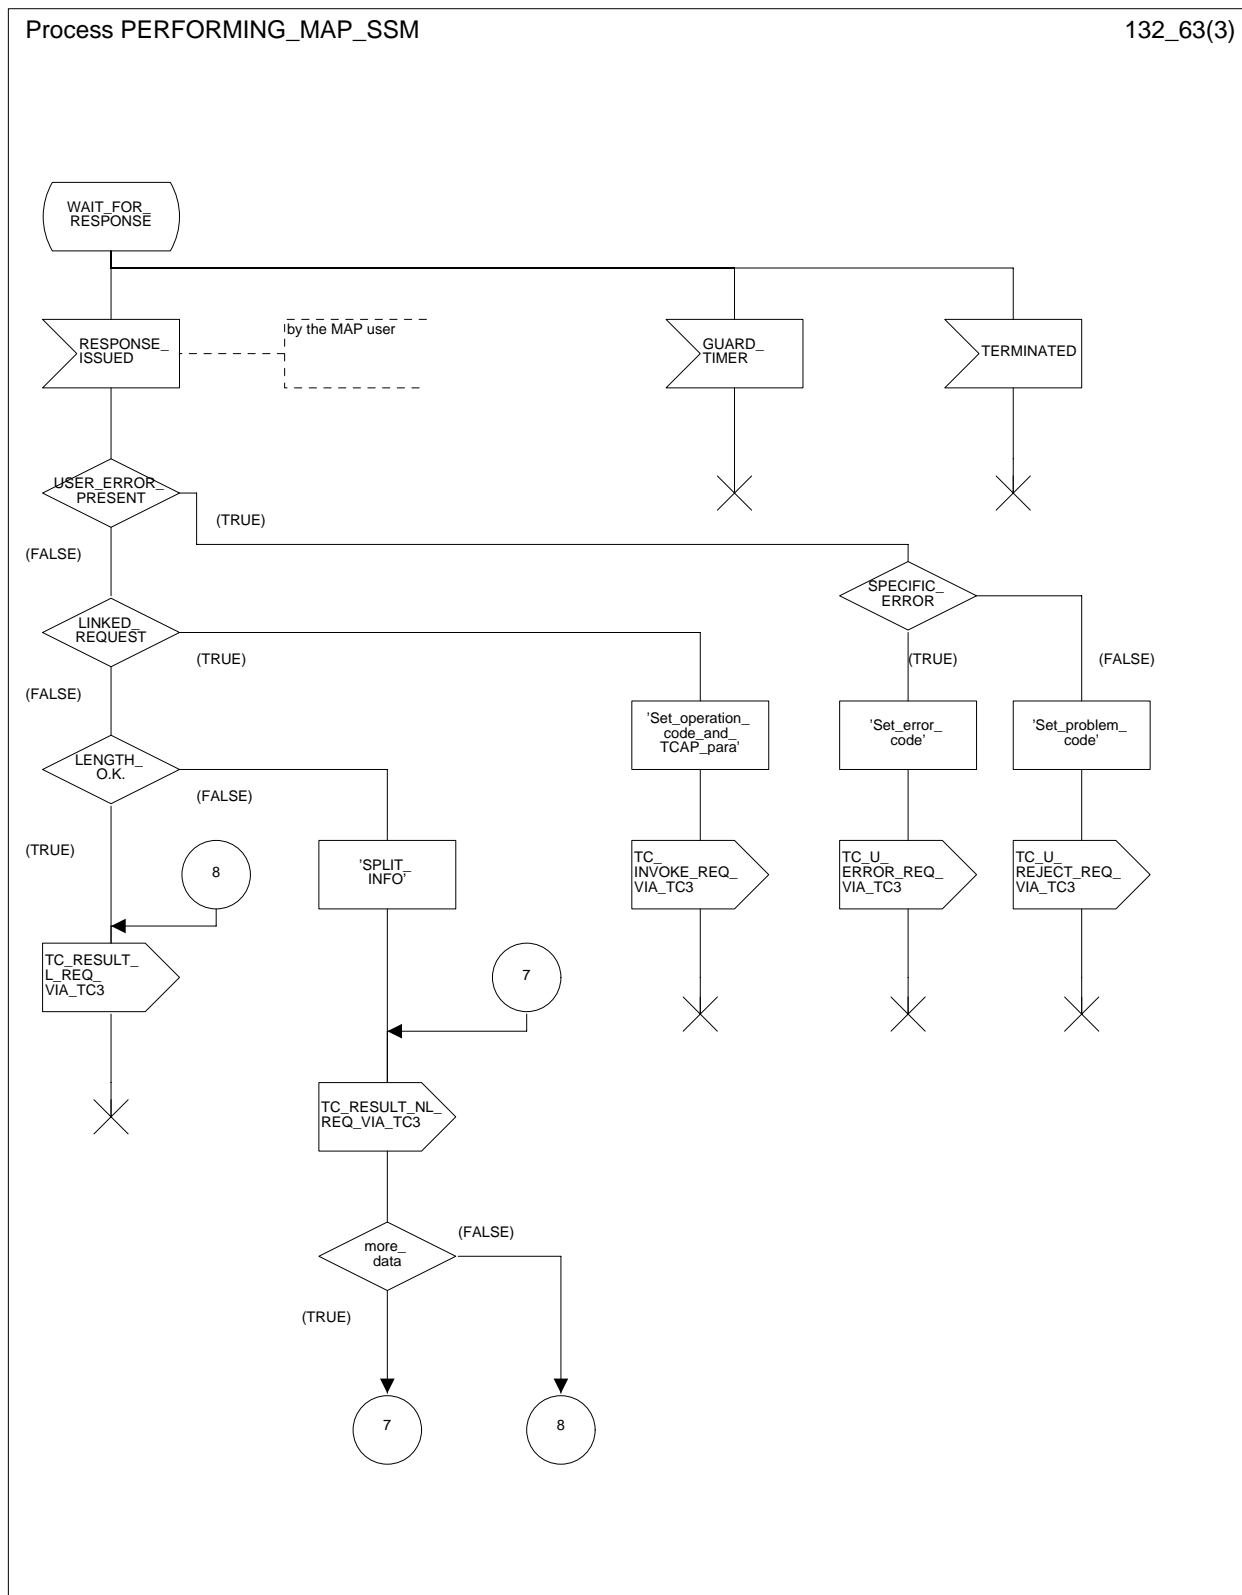 Process PERFORMING_MAP_SSM
132_63(3)
WAIT_FOR_
RESPONSE
RESPONSE_
ISSUED
by the MAP user
GUARD_
TIMER
TERMINATED
USER_ERROR_
PRESENT
(TRUE)
(FALSE)
SPECIFIC_
ERROR
LINKED_
REQUEST
(TRUE)
(TRUE)
(FALSE)
(FALSE)
'Set_operation_
code_and_
TCAP_para'
'Set_error_
code'
'Set_problem_
code'
LENGTH_
O.K.
(FALSE)
(TRUE)
8
'SPLIT_
INFO'
TC_
INVOKE_REQ_
VIA_TC3
TC_U_
ERROR_REQ_
VIA_TC3
TC_U_
REJECT_REQ_
VIA_TC3
TC_RESULT_
L_REQ_
VIA_TC3
7
TC_RESULT_NL_
REQ_VIA_TC3
more_
data
(FALSE)
(TRUE)
7
8